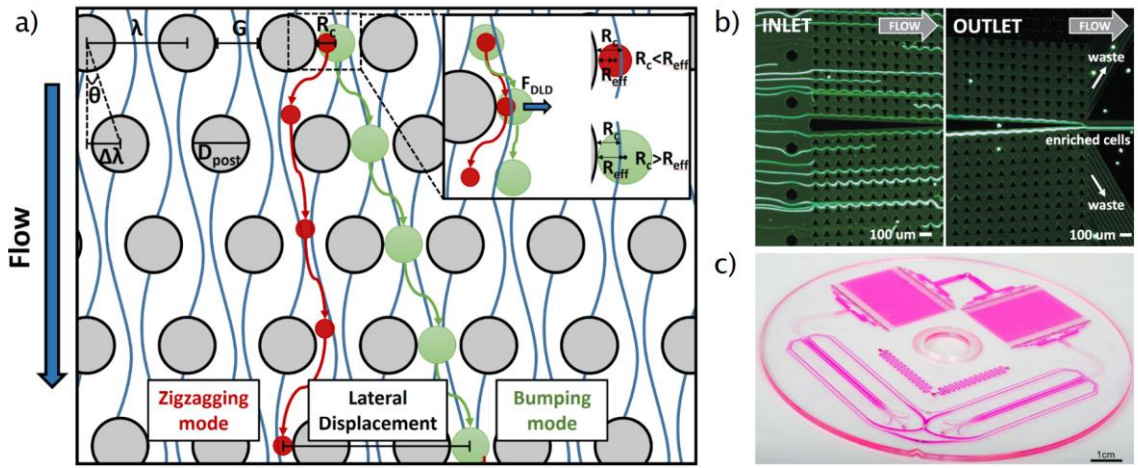 a)
λ
G
R_c
θ
Δλ
D_post
Flow
F_DLD
R_c
R_eff
R_c<R_eff
R_c
R_eff
R_c>R_eff
Zigzagging
mode
Lateral
Displacement
Bumping
mode
b)
INLET
FLOW
100 um
OUTLET
FLOW
waste
enriched cells
waste
100 um
c)
1cm